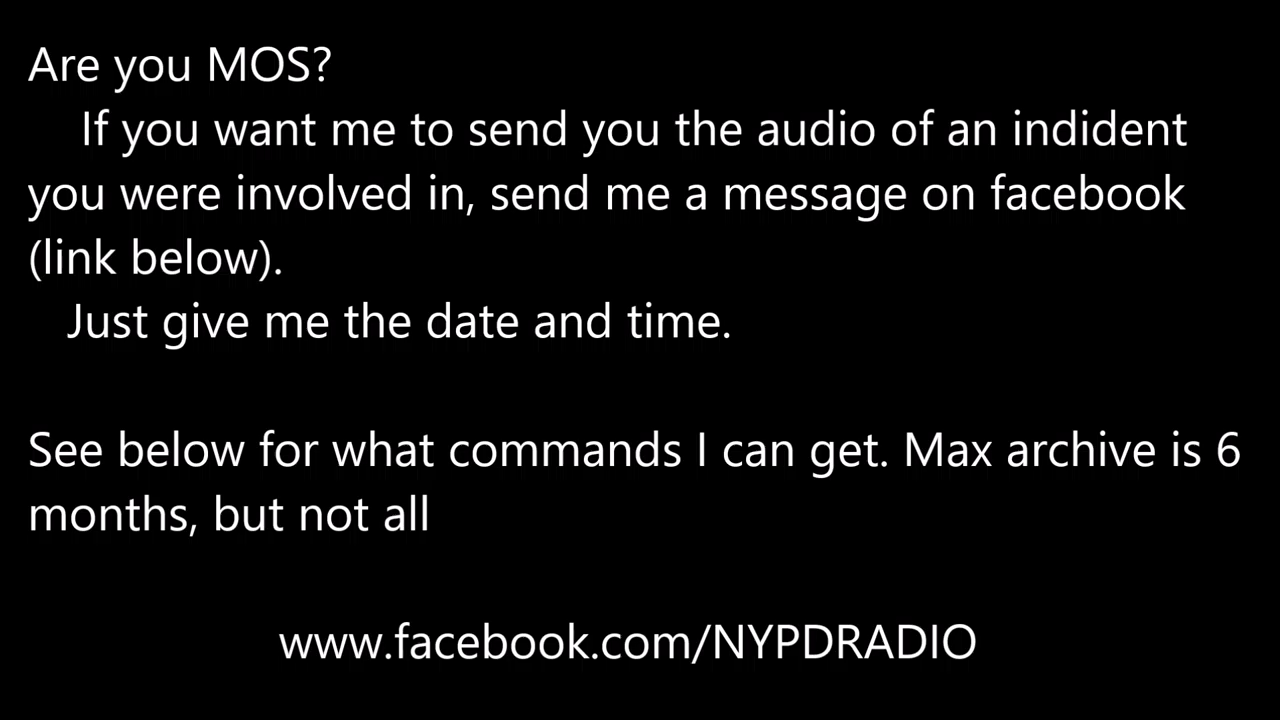 Are you MOS?
If you want me to send you the audio of an indident
you were involved in, send me a message on facebook
(link below).
Just give me the date and time.
See below for what commands I can get. Max archive is 6
months, but not all
www.facebook.com/NYPDRADIO